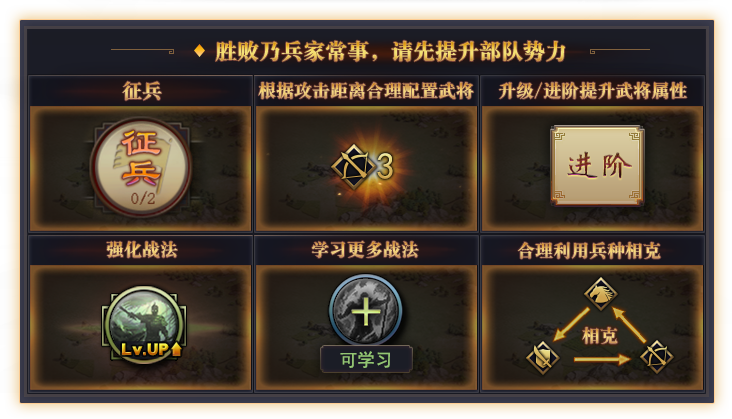 胜败乃兵家常事，请先提升部队势力
征兵
根据攻击距离合理配置武将
升级/进阶提升武将属性
征
兵
0/2
3
进阶
强化战法
学习更多战法
合理利用兵种相克
Lv.UP
可学习
相克